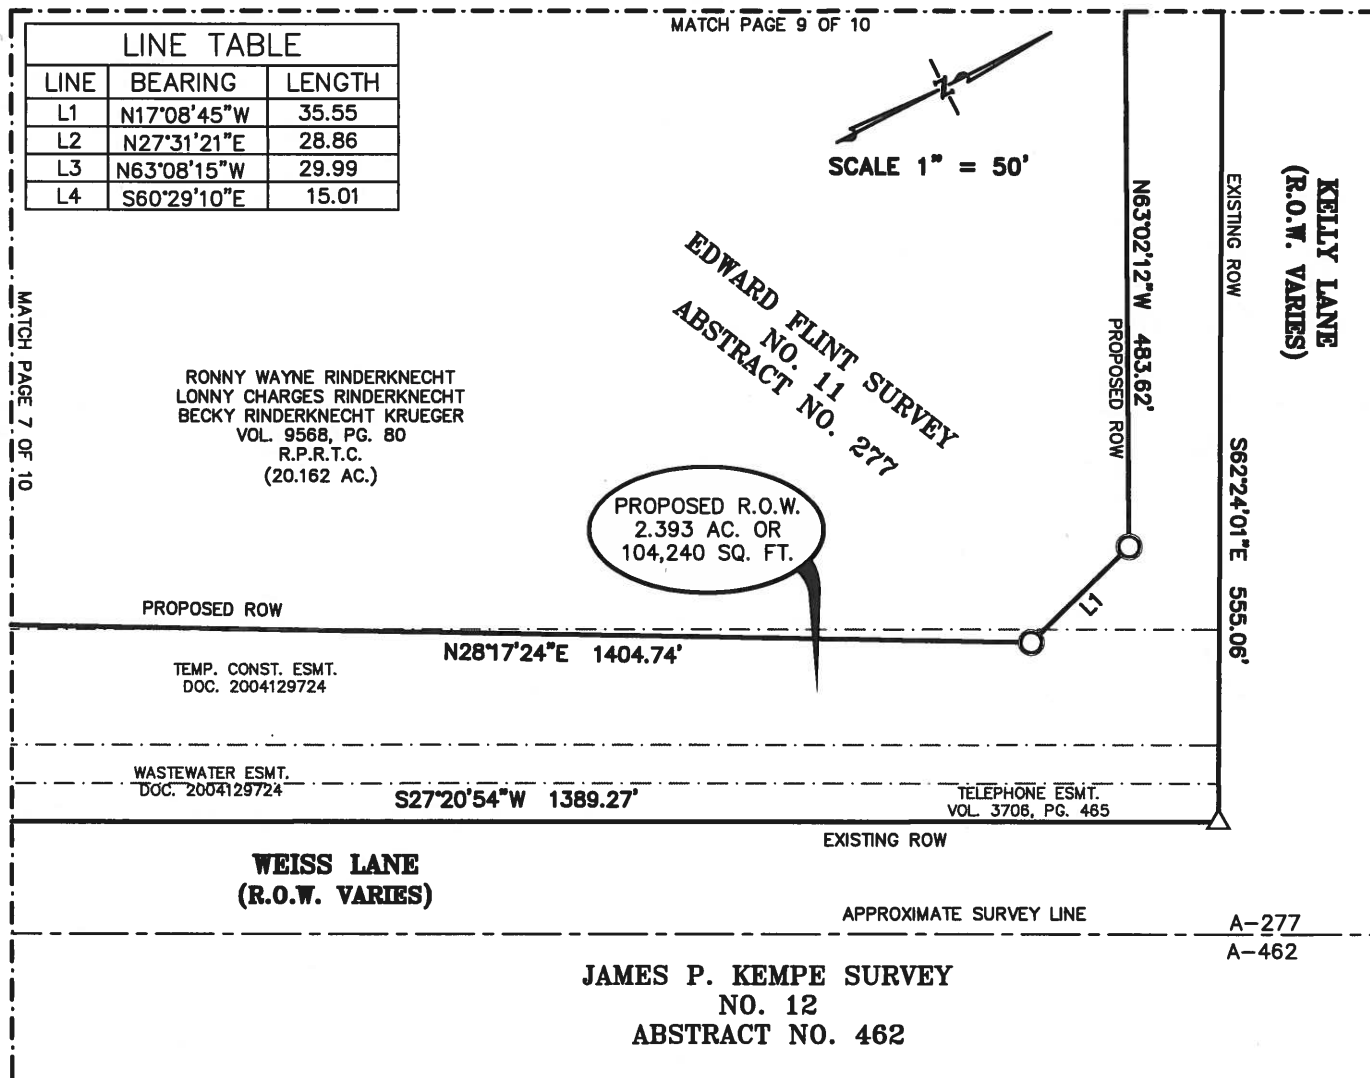 MATCH PAGE 9 OF 10
LINE TABLE
LINE BEARING LENGTH
L1 N17°08'45"W 35.55
L2 N27°31'21"E 28.86
L3 N63°08'15"W 29.99
L4 S60°29'10"E 15.01
N
SCALE 1" = 50'
KELLY LANE
(R.O.W. VARIES)
EXISTING ROW
S62°24'01"E 555.06'
N63°02'12"W 483.62'
PROPOSED ROW
EDWARD FLINT SURVEY
NO. 11
ABSTRACT NO. 277
MATCH PAGE 7 OF 10
RONNY WAYNE RINDERKNECHT
LONNY CHARGES RINDERKNECHT
BECKY RINDERKNECHT KRUEGER
VOL. 9568, PG. 80
R.P.R.T.C.
(20.162 AC.)
PROPOSED R.O.W.
2.393 AC. OR
104,240 SQ. FT.
L1
PROPOSED ROW
N28°17'24"E 1404.74'
TEMP. CONST. ESMT.
DOC. 2004129724
WASTEWATER ESMT.
DOC. 2004129724
S27°20'54"W 1389.27'
TELEPHONE ESMT.
VOL. 3706, PG. 465
EXISTING ROW
WEISS LANE
(R.O.W. VARIES)
APPROXIMATE SURVEY LINE
A-277
A-462
JAMES P. KEMPE SURVEY
NO. 12
ABSTRACT NO. 462